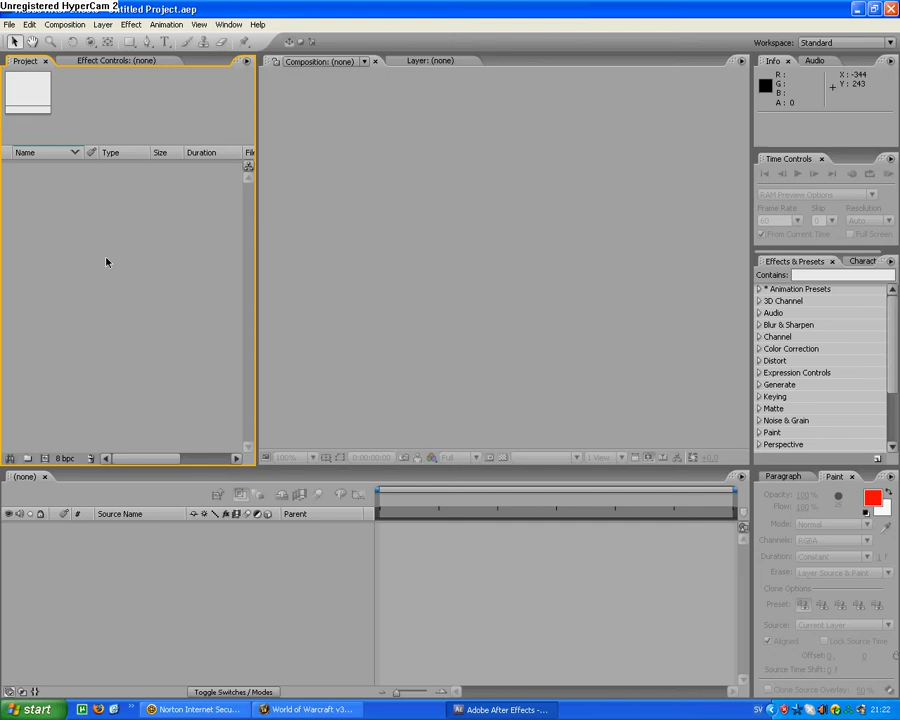 Unregistered HyperCam 2
Untitled Project.aep
File Edit Composition Layer Effect Animation View Window Help
Workspace: Standard
Project Effect Controls: (none) Composition: (none) Layer: (none) Info Audio
R : X : -344
G : Y : 243
B :
A : 0
Name Type Size Duration
Time Controls
RAM Preview Options
Frame Rate Skip Resolution
60 0 Auto
From Current Time Full Screen
Effects & Presets Charact
Contains:
* Animation Presets
3D Channel
Audio
Blur & Sharpen
Channel
Color Correction
Distort
Expression Controls
Generate
Keying
Matte
Noise & Grain
Paint
Perspective
8 bpc 100% 0:00:00:00 Full 1 View +0,0
(none)
# Source Name Parent
Paragraph Paint
Opacity: 100 %
Flow: 100 % 25
Mode: Normal
Channels: RGBA
Duration: Constant 1 f
Erase: Layer Source & Paint
Clone Options
Preset:
Source: Current Layer
Aligned Lock Source Time
Offset: 0 , 0
Source Time Shift: 0 f
Clone Source Overlay: 50 %
Toggle Switches / Modes
start Norton Internet Secu... World of Warcraft v3... Adobe After Effects -... SV 21:22